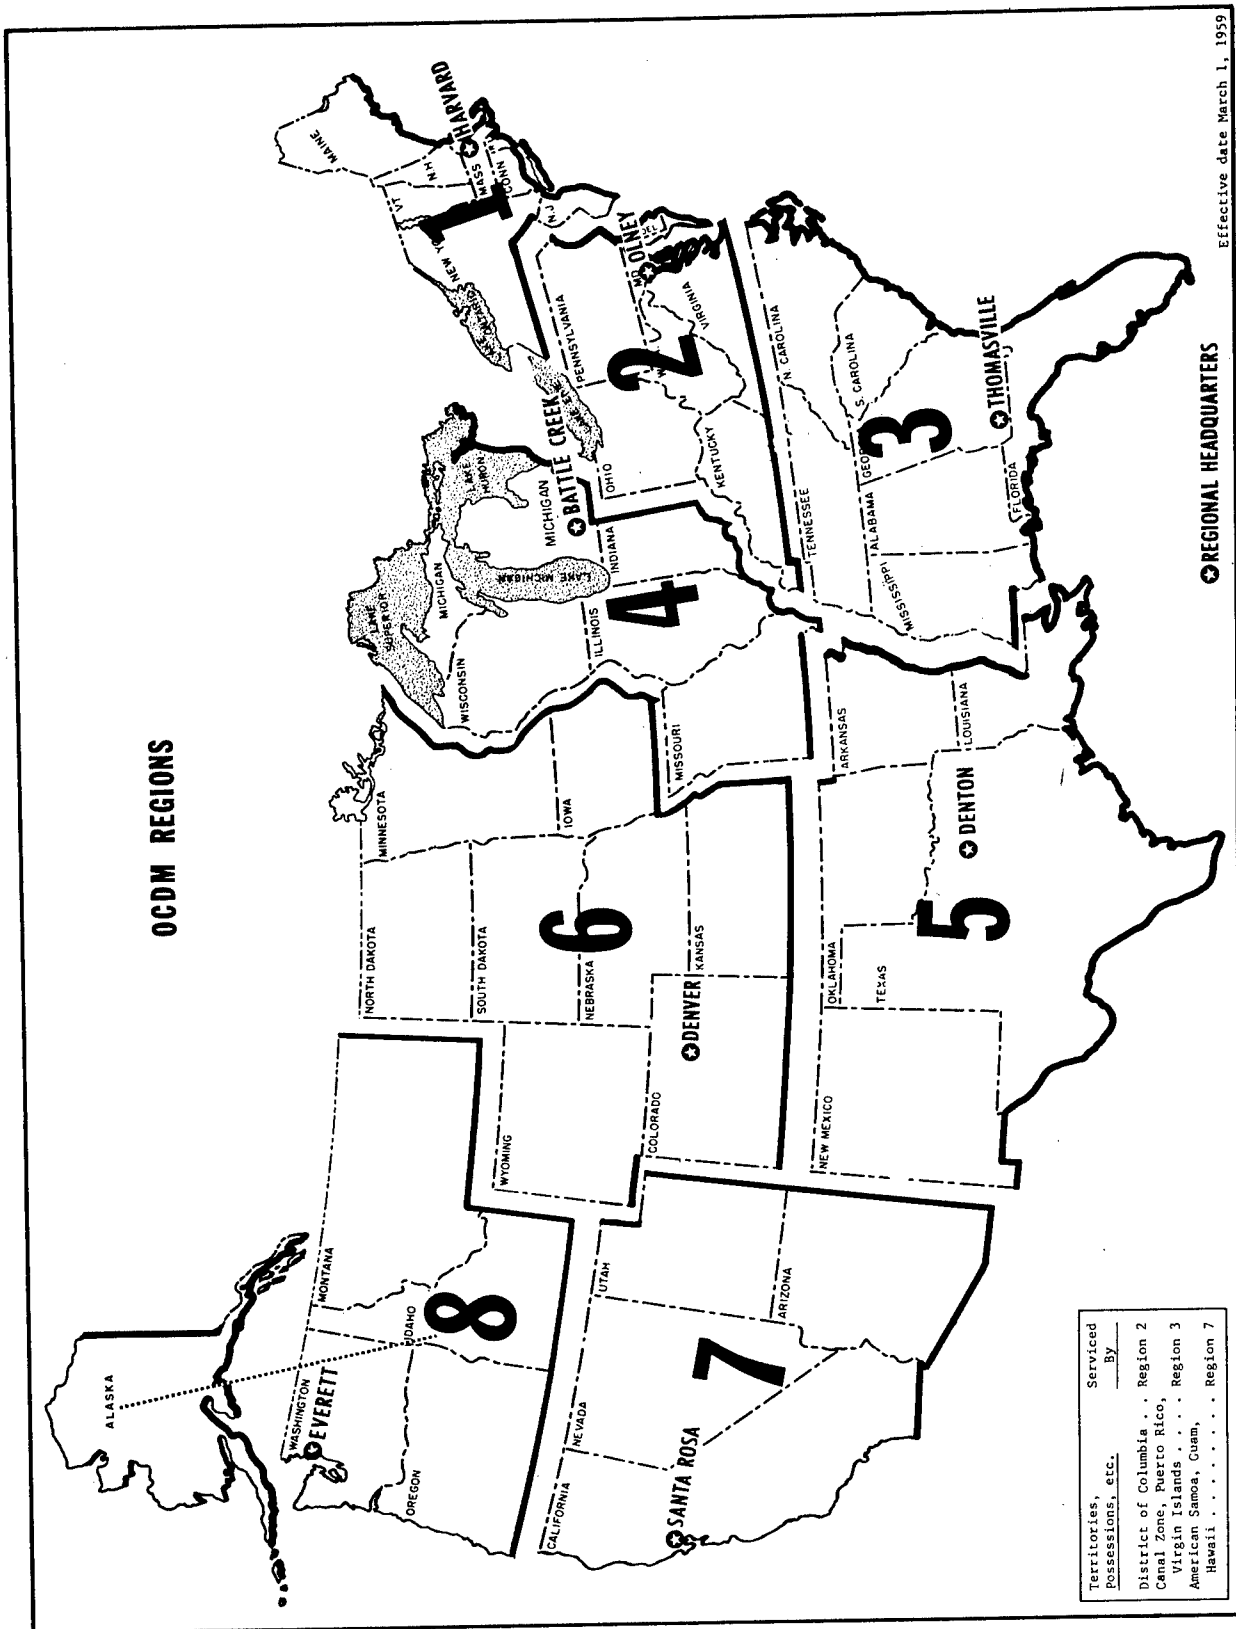 OCDM REGIONS
ALASKA
WASHINGTON
EVERETT
OREGON
MONTANA
IDAHO
8
CALIFORNIA
NEVADA
UTAH
ARIZONA
7
SANTA ROSA
NORTH DAKOTA
MINNESOTA
SOUTH DAKOTA
IOWA
NEBRASKA
6
WYOMING
COLORADO
DENVER
KANSAS
NEW MEXICO
OKLAHOMA
TEXAS
5
DENTON
ARKANSAS
LOUISIANA
LAKE
SUPERIOR
MICHIGAN
WISCONSIN
LAKE MICHIGAN
LAKE
HURON
MICHIGAN
BATTLE CREEK
ILLINOIS
INDIANA
4
MISSOURI
MAINE
VT
N.H
MASS
HARVARD
CONN
NEW YO
1
N.J
PENNSYLVANIA
OHIO
MD
OLNEY
DEL
2
VIRGINIA
KENTUCKY
TENNESSEE
N. CAROLINA
S. CAROLINA
GEOR
3
ALABAMA
MISSISSIPPI
THOMASVILLE
FLORIDA
REGIONAL HEADQUARTERS
Territories, Serviced
Possessions, etc. By
District of Columbia . . Region 2
Canal Zone, Puerto Rico,
Virgin Islands . . . . Region 3
American Samoa, Guam,
Hawaii . . . . . . . . Region 7
Effective date March 1, 1959